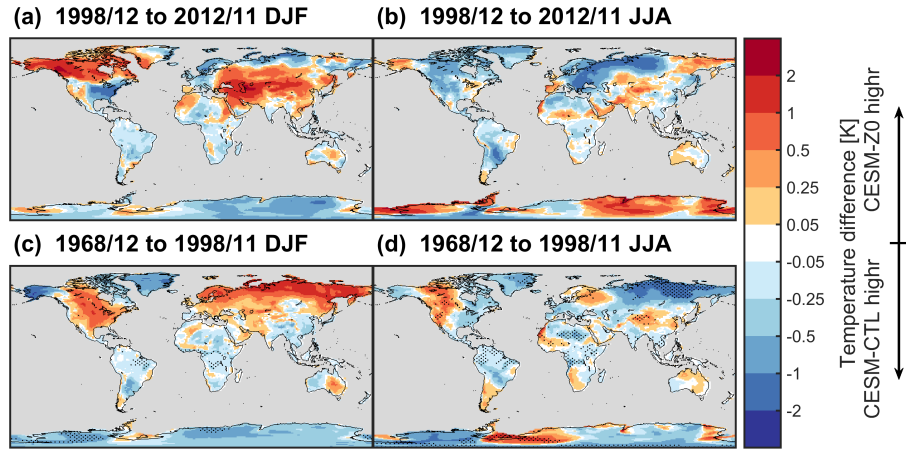 (a) 1998/12 to 2012/11 DJF
(b) 1998/12 to 2012/11 JJA
(c) 1968/12 to 1998/11 DJF
(d) 1968/12 to 1998/11 JJA
2
1
0.5
0.25
0.05
-0.05
-0.25
-0.5
-1
-2
Temperature difference [K]
CESM-CTL highr CESM-Z0 highr